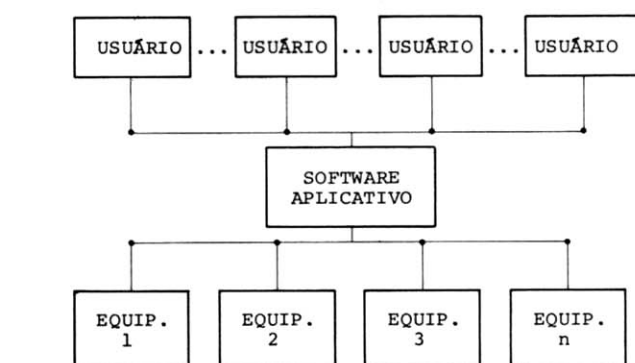 USUÁRIO ... USUÁRIO ... USUÁRIO ... USUÁRIO
SOFTWARE
APLICATIVO
EQUIP. EQUIP. EQUIP. EQUIP.
1 2 3 n